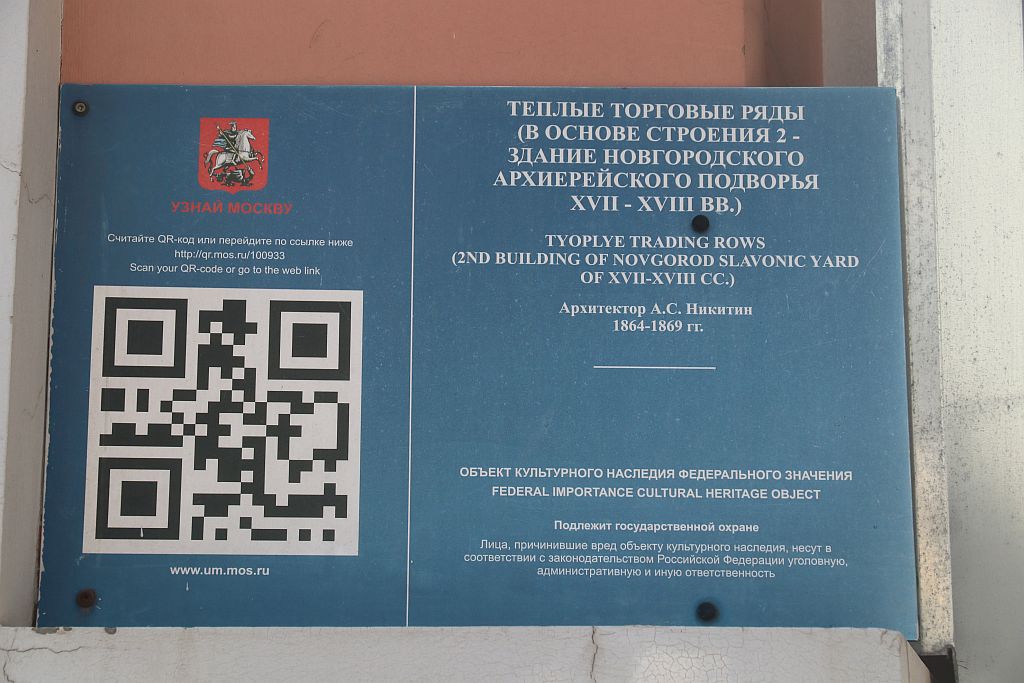 УЗНАЙ МОСКВУ
Считайте QR-код или перейдите по ссылке ниже
http://qr.mos.ru/100933
Scan your QR-code or go to the web link
www.um.mos.ru
ТЕПЛЫЕ ТОРГОВЫЕ РЯДЫ
(В ОСНОВЕ СТРОЕНИЯ 2 -
ЗДАНИЕ НОВГОРОДСКОГО
АРХИЕРЕЙСКОГО ПОДВОРЬЯ
XVII - XVIII ВВ.)
TYOPLYE TRADING ROWS
(2ND BUILDING OF NOVGOROD SLAVONIC YARD
OF XVII-XVIII CC.)
Архитектор А.С. Никитин
1864-1869 гг.
ОБЪЕКТ КУЛЬТУРНОГО НАСЛЕДИЯ ФЕДЕРАЛЬНОГО ЗНАЧЕНИЯ
FEDERAL IMPORTANCE CULTURAL HERITAGE OBJECT
Подлежит государственной охране
Лица, причинившие вред объекту культурного наследия, несут в
соответствии с законодательством Российской Федерации уголовную,
административную и иную ответственность